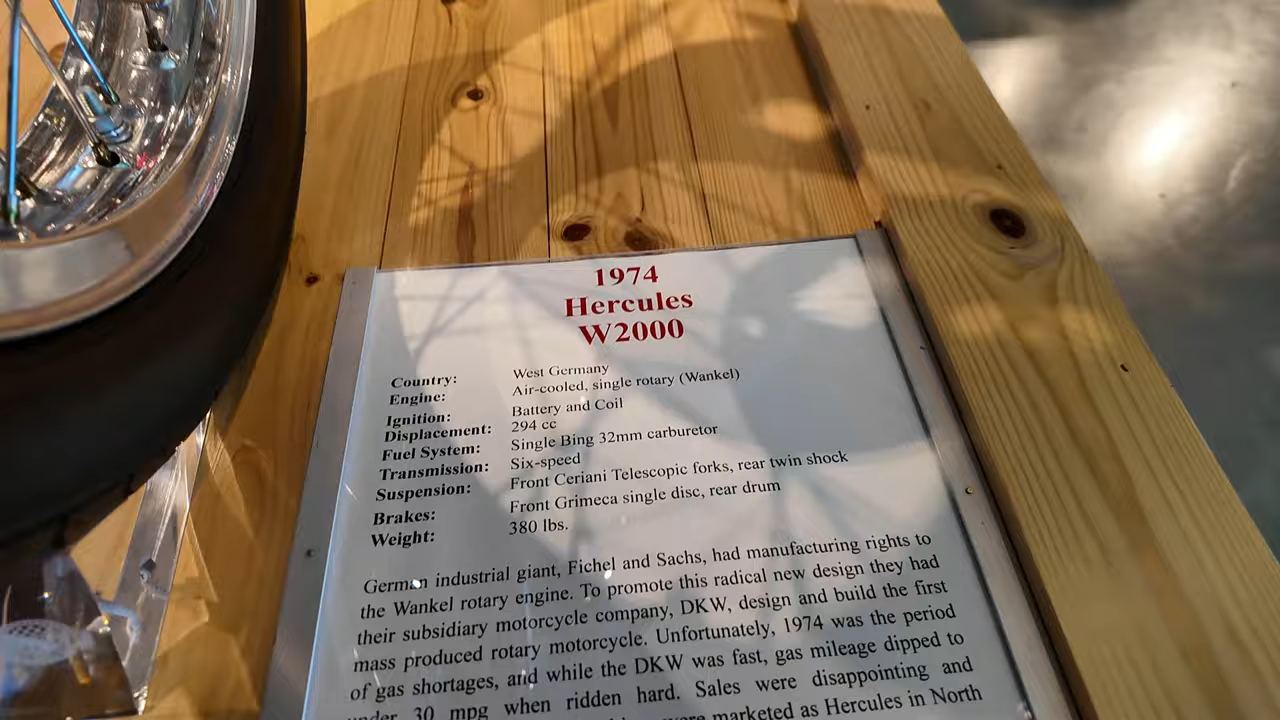 1974
Hercules
W2000
Country: West Germany
Engine: Air-cooled, single rotary (Wankel)
Ignition: Battery and Coil
Displacement: 294 cc
Fuel System: Single Bing 32mm carburetor
Transmission: Six-speed
Suspension: Front Ceriani Telescopic forks, rear twin shock
Brakes: Front Grimeca single disc, rear drum
Weight: 380 lbs.
German industrial giant, Fichel and Sachs, had manufacturing rights to
the Wankel rotary engine. To promote this radical new design they had
their subsidiary motorcycle company, DKW, design and build the first
mass produced rotary motorcycle. Unfortunately, 1974 was the period
of gas shortages, and while the DKW was fast, gas mileage dipped to
under 30 mpg when ridden hard. Sales were disappointing and
were marketed as Hercules in North